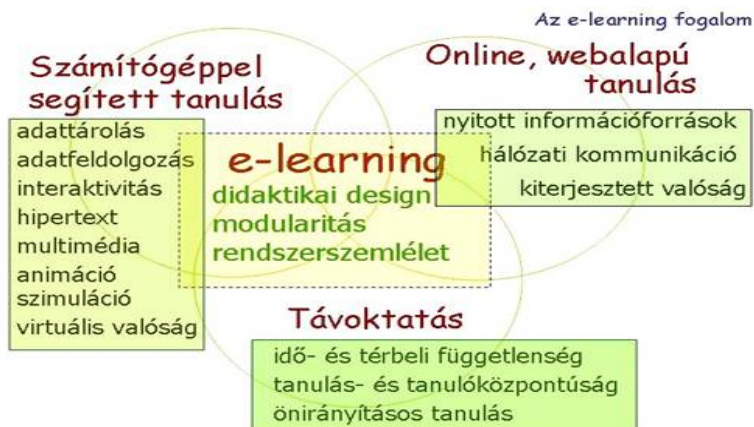 Az e-learning fogalom
Számítógéppel
segített tanulás
adattárolás
adatfeldolgozás
interaktivitás
hipertext
multimédia
animáció
szimuláció
virtuális valóság
Online, webalapú
tanulás
nyitott információforrások
hálózati kommunikáció
kiterjesztett valóság
e-learning
didaktikai design
modularitás
rendszerszemlélet
Távoktatás
idő- és térbeli függetlenség
tanulás- és tanulóközpontúság
önirányításos tanulás